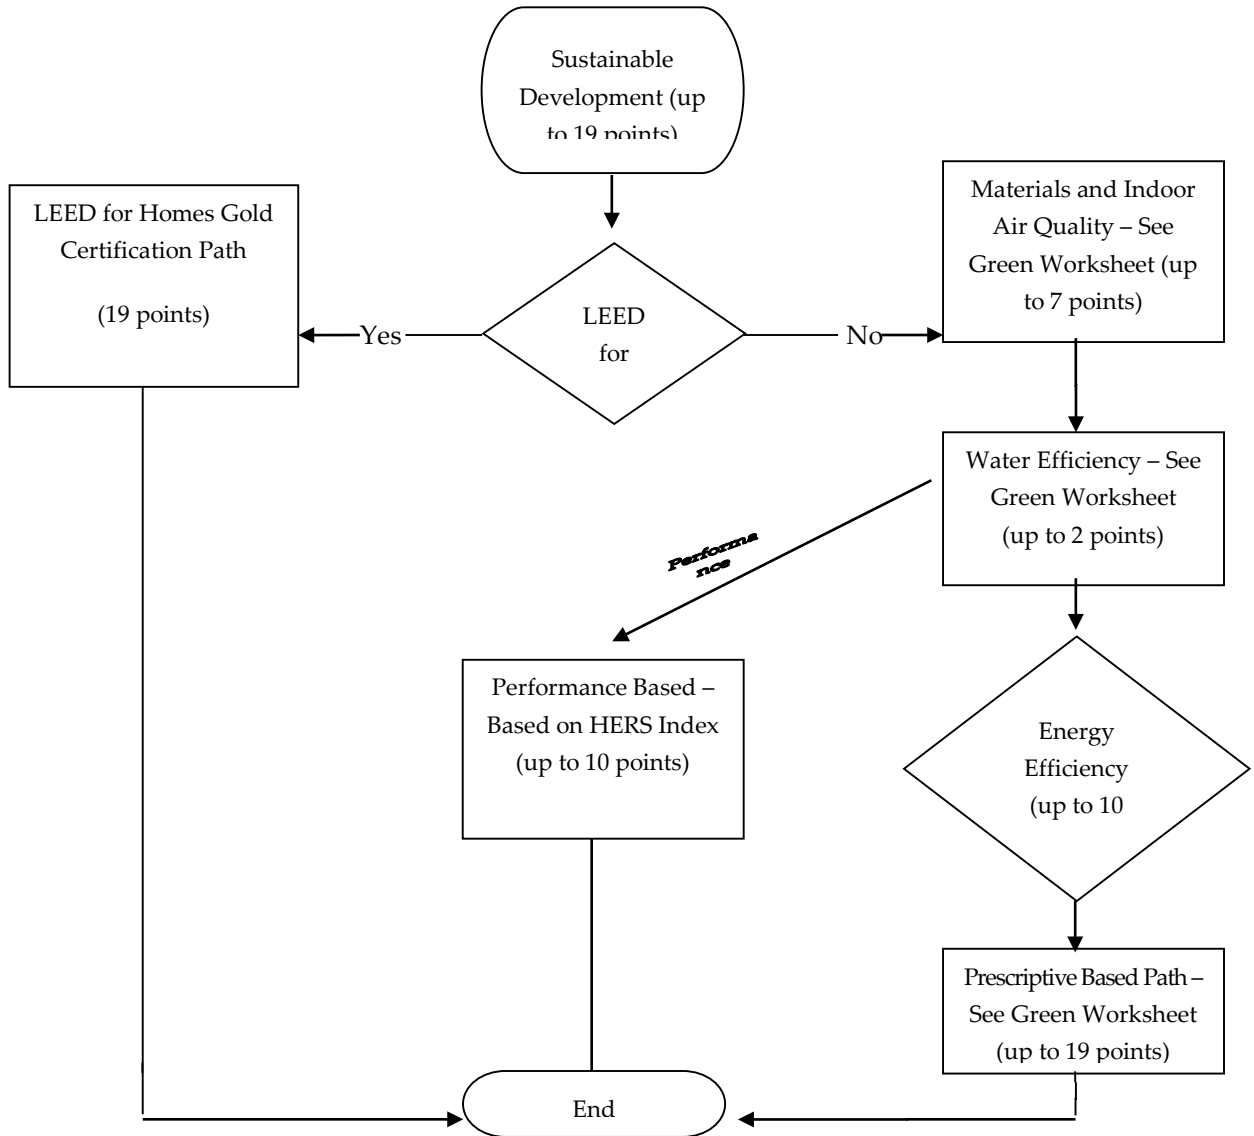 Sustainable
Development (up
to 19 points)
LEED for Homes Gold
Certification Path
(19 points)
Yes
LEED
for
No
Materials and Indoor
Air Quality – See
Green Worksheet (up
to 7 points)
Water Efficiency – See
Green Worksheet
(up to 2 points)
Performa
nce
Performance Based –
Based on HERS Index
(up to 10 points)
Energy
Efficiency
(up to 10
Prescriptive Based Path –
See Green Worksheet
(up to 19 points)
End